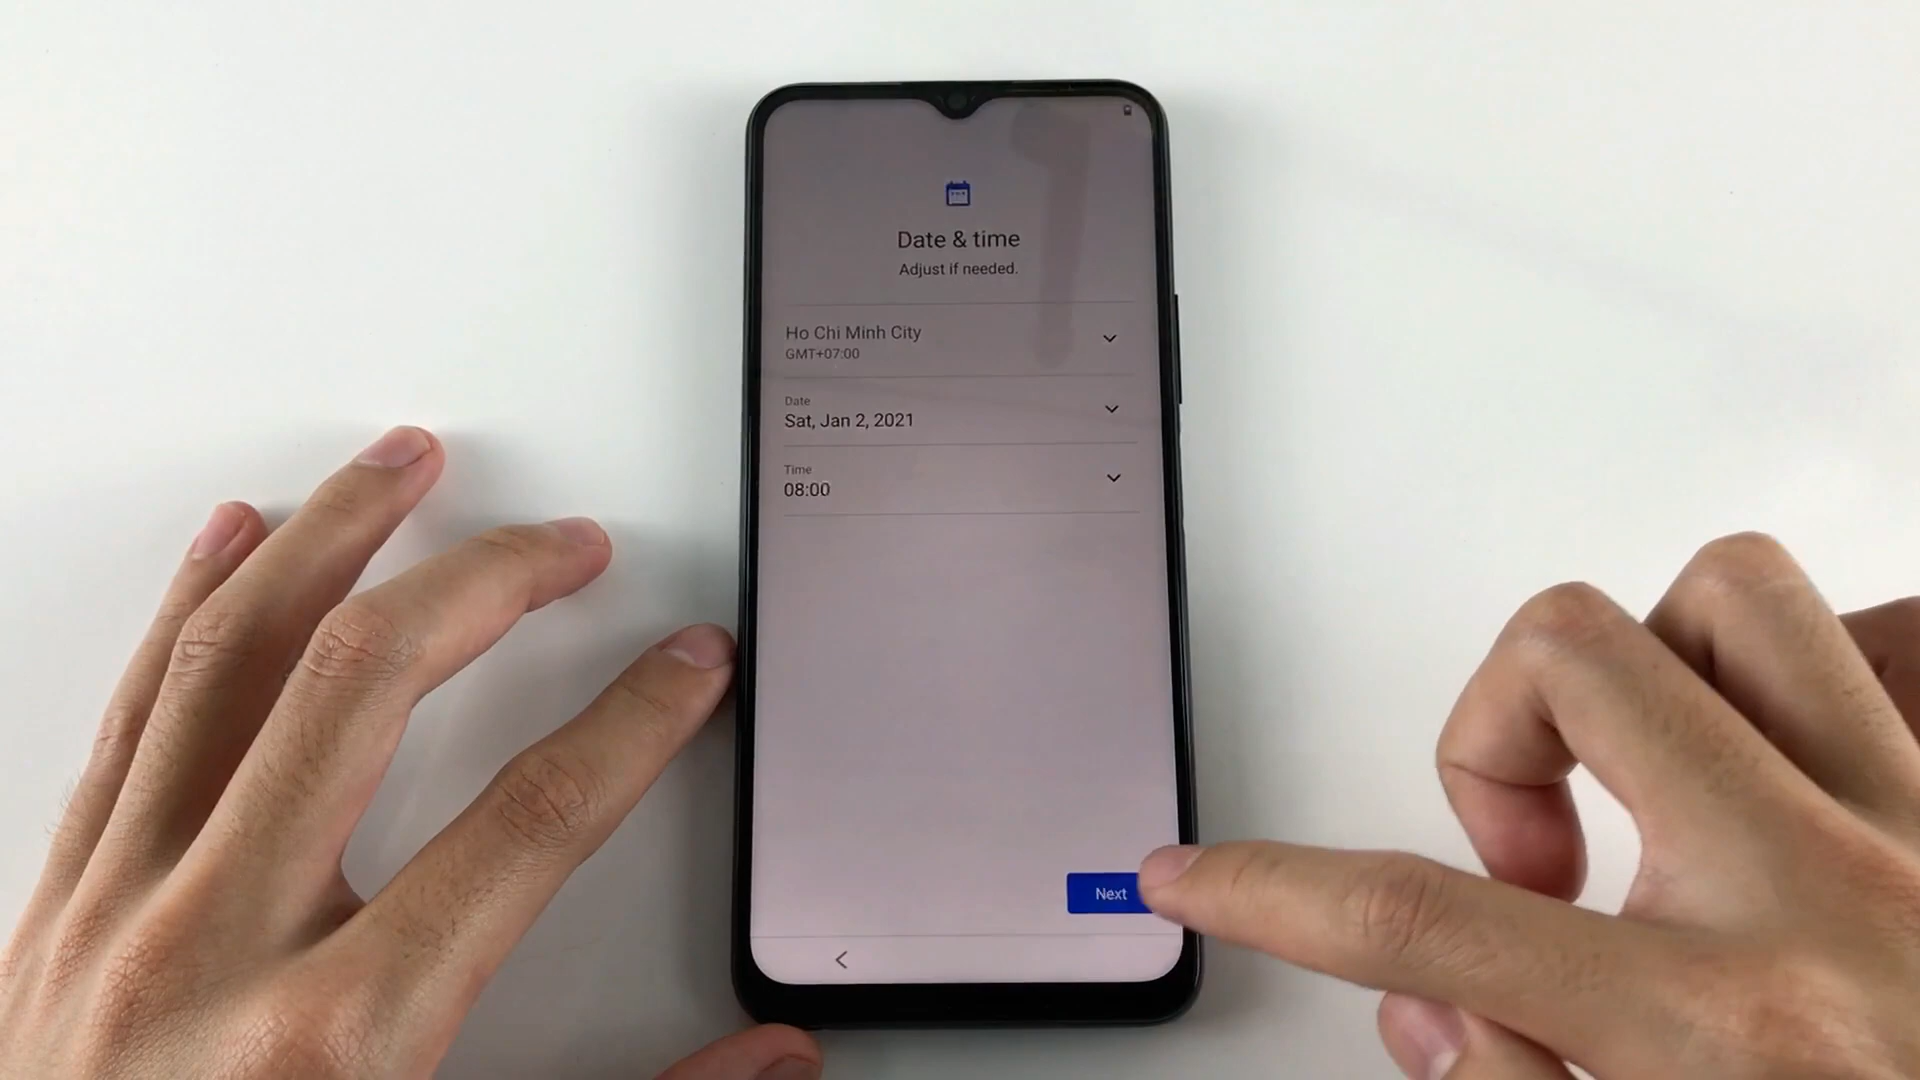 Date & time
Adjust if needed.
Ho Chi Minh City
GMT+07:00
Date
Sat, Jan 2, 2021
Time
08:00
Next